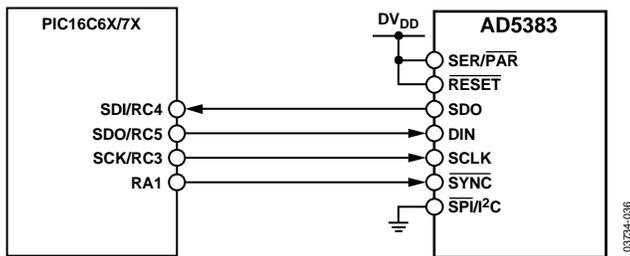 PIC16C6X/7X
SDI/RC4
SDO/RC5
SCK/RC3
RA1
DVDD
AD5383
SER/PAR
RESET
SDO
DIN
SCLK
SYNC
SPI/I²C
03734-036